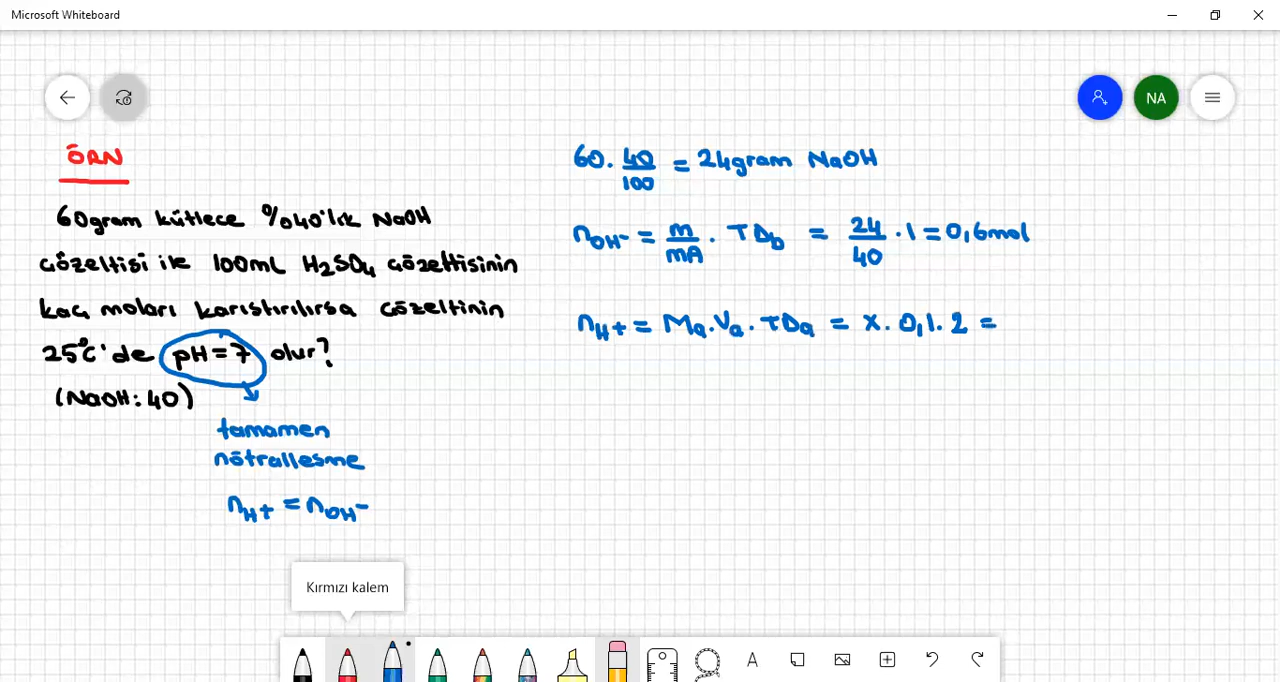 Microsoft Whiteboard
NA
ÖRN
60gram kütlece %40'lık NaOH
çözeltisi ile 100mL H₂SO₄ çözeltisinin
kaç moları karıştırılırsa çözeltinin
25°C'de pH=7 olur?
(NaOH:40)
tamamen
nötralleşme
nH+ = nOH-
60 . 40/100 = 24gram NaOH
nOH- = m/mA . TDb = 24/40 . 1 = 0,6mol
nH+ = Ma . Va . TDa = x . 0,1 . 2 =
Kırmızı kalem
A